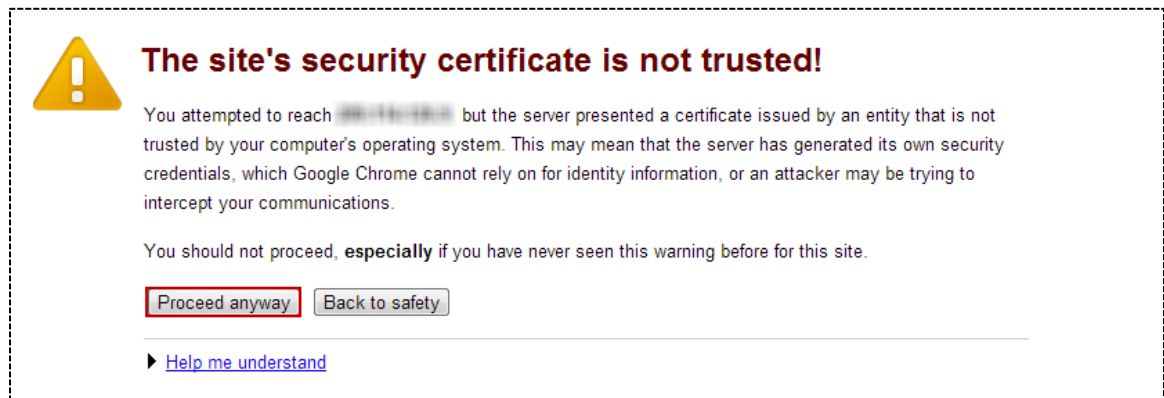 The site's security certificate is not trusted!
You attempted to reach but the server presented a certificate issued by an entity that is not
trusted by your computer's operating system. This may mean that the server has generated its own security
credentials, which Google Chrome cannot rely on for identity information, or an attacker may be trying to
intercept your communications.
You should not proceed, especially if you have never seen this warning before for this site.
Proceed anyway Back to safety
Help me understand